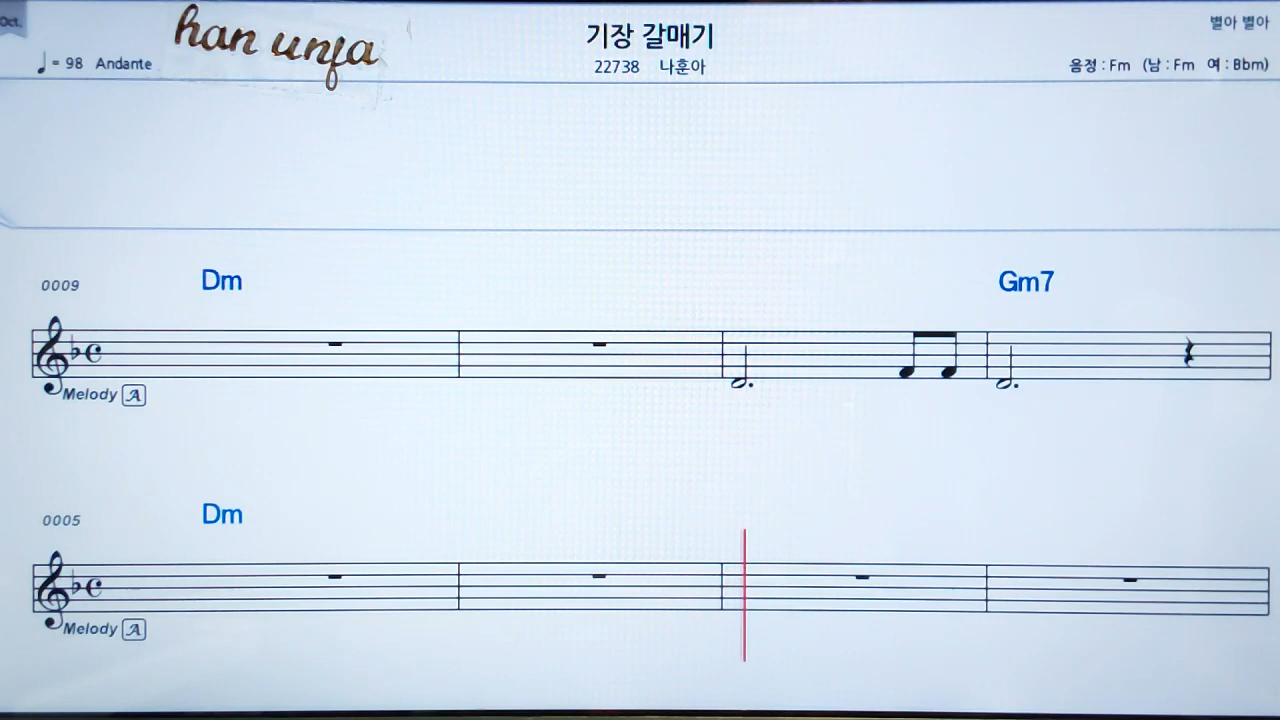 Oct.
han unja
♩= 98 Andante
기장 갈매기
22738 나훈아
별아 별아
음정 : Fm (남 : Fm 여 : Bbm)
0009 Dm Gm7
Melody A
0005 Dm
Melody A